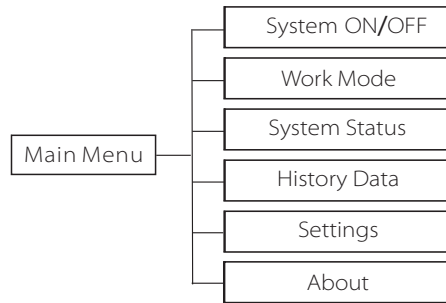 System ON/OFF
Work Mode
System Status
Main Menu
History Data
Settings
About